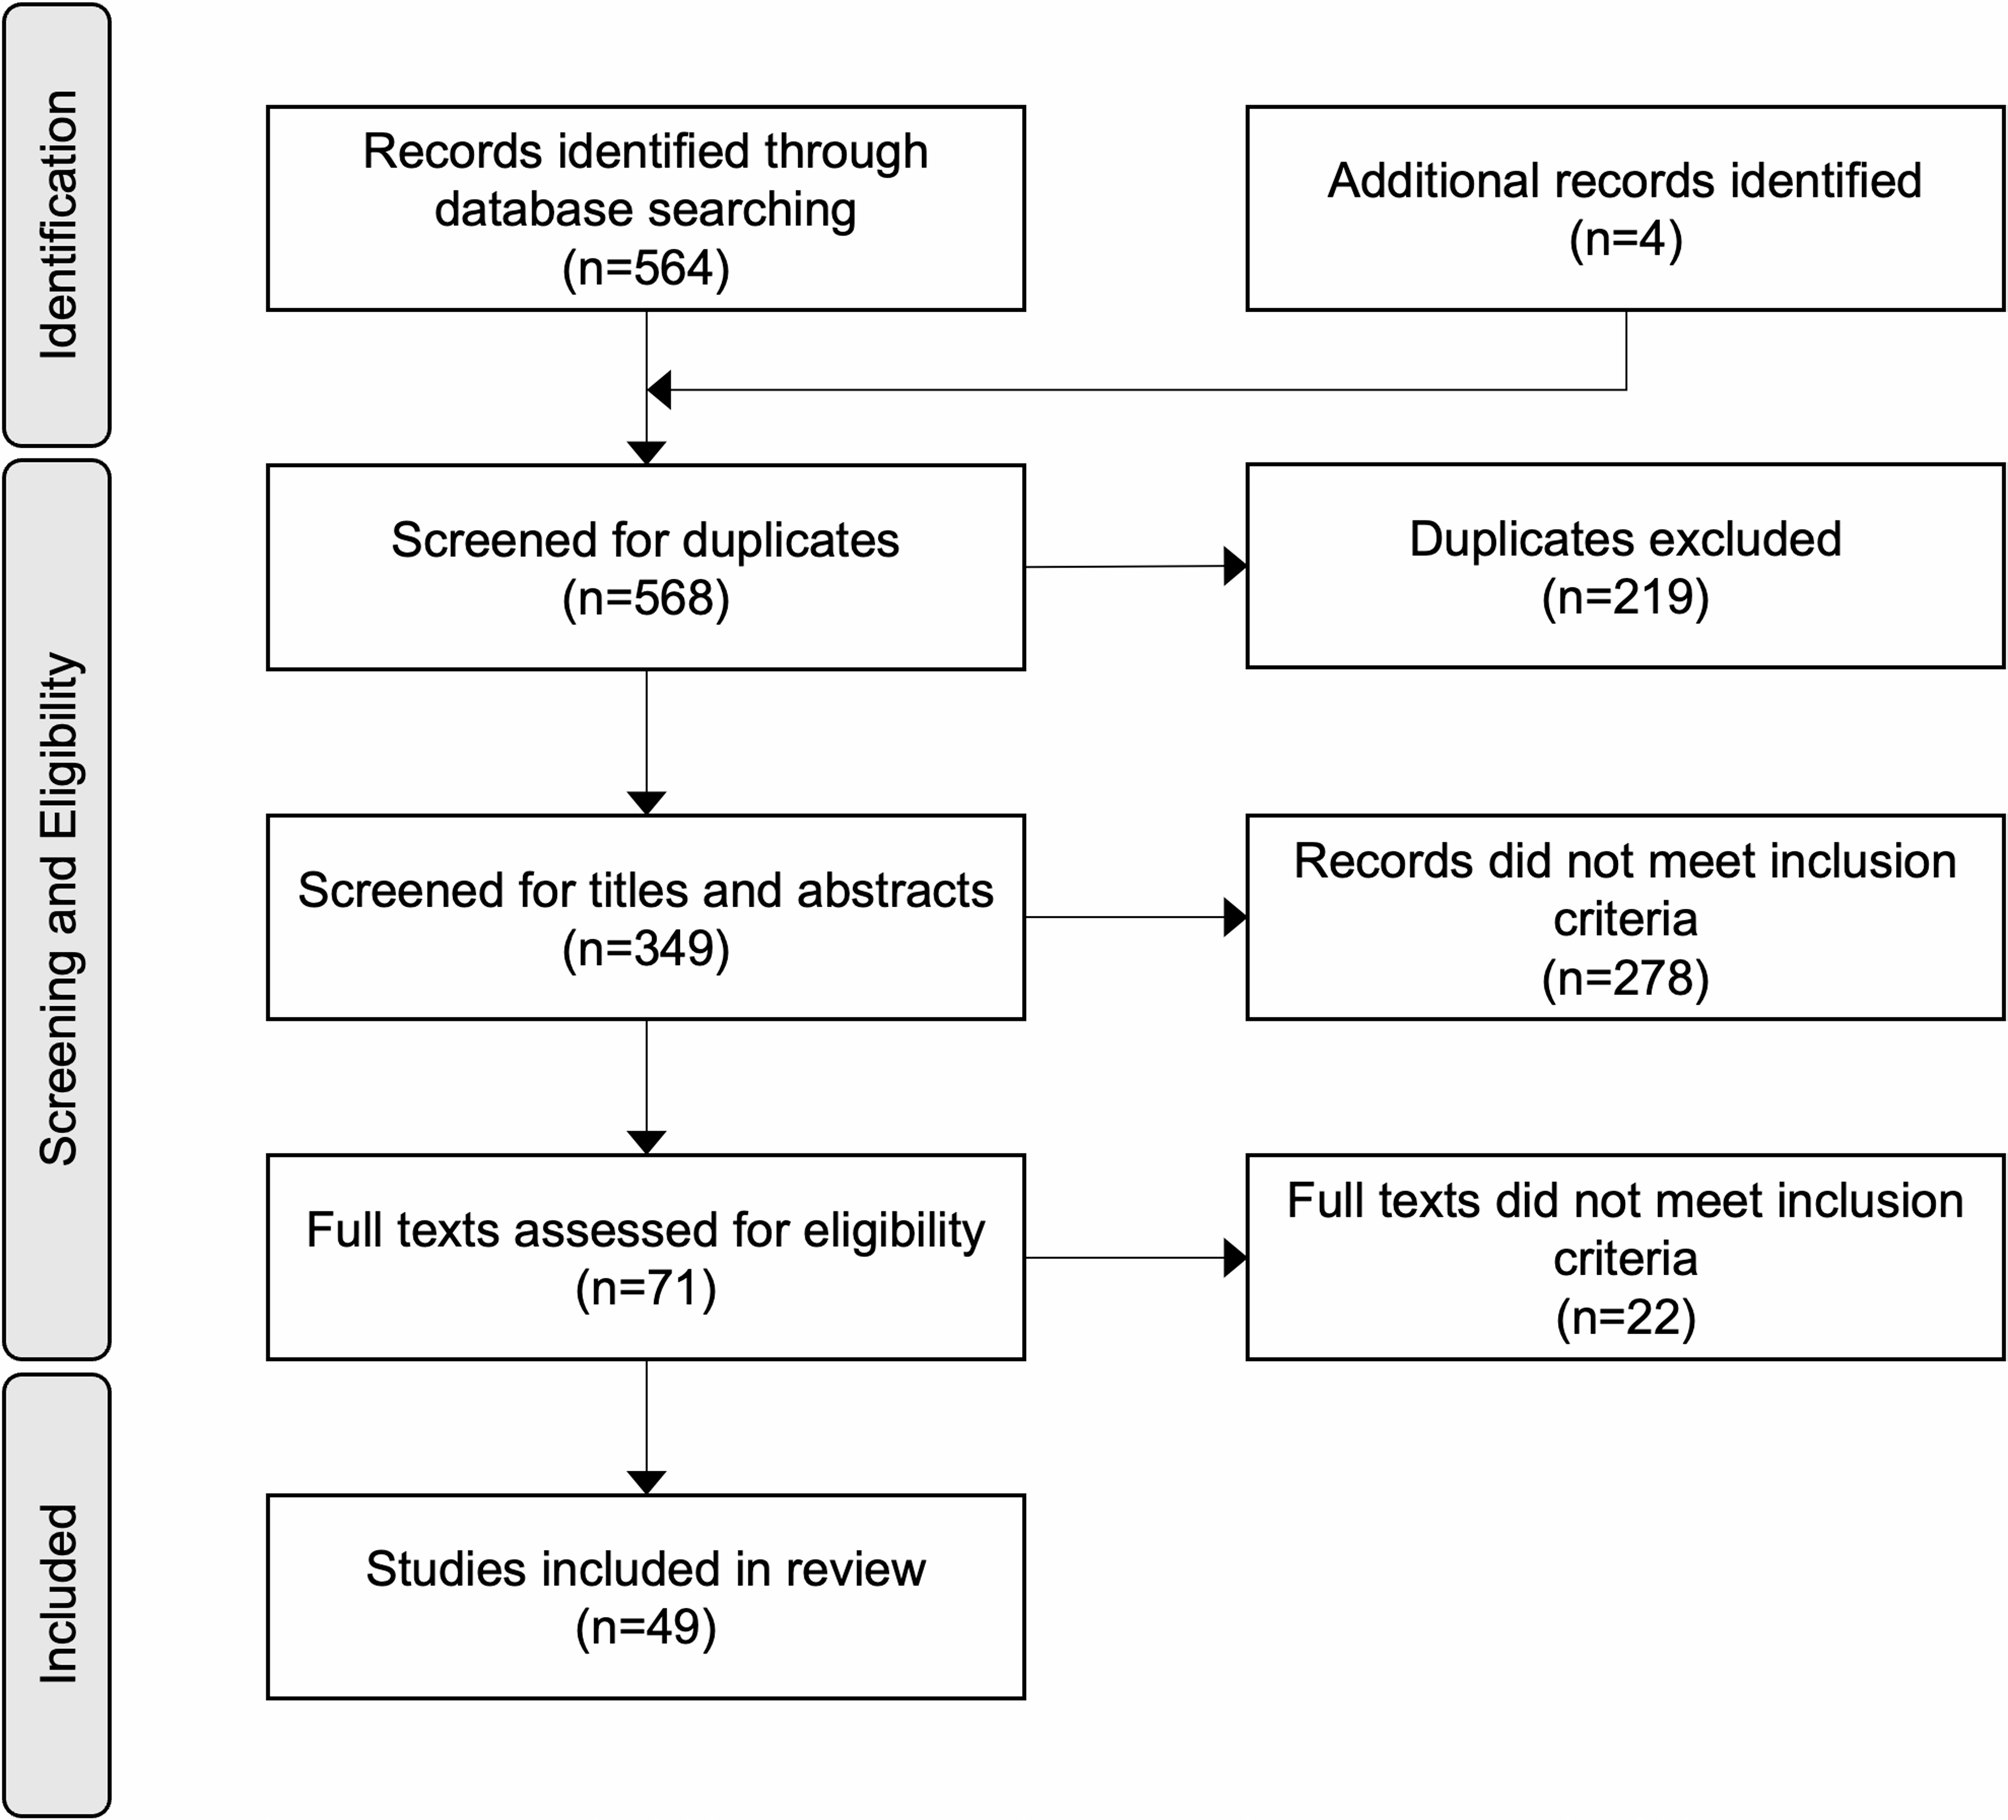 Identification
Records identified through
database searching
(n=564)
Additional records identified
(n=4)
Screening and Eligibility
Screened for duplicates
(n=568)
Duplicates excluded
(n=219)
Screened for titles and abstracts
(n=349)
Records did not meet inclusion
criteria
(n=278)
Full texts assessed for eligibility
(n=71)
Full texts did not meet inclusion
criteria
(n=22)
Included
Studies included in review
(n=49)